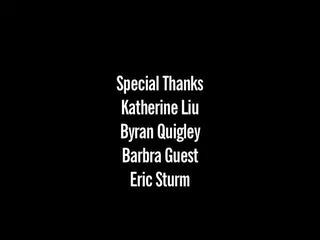 Special Thanks
Katherine Liu
Byran Quigley
Barbra Guest
Eric Sturm